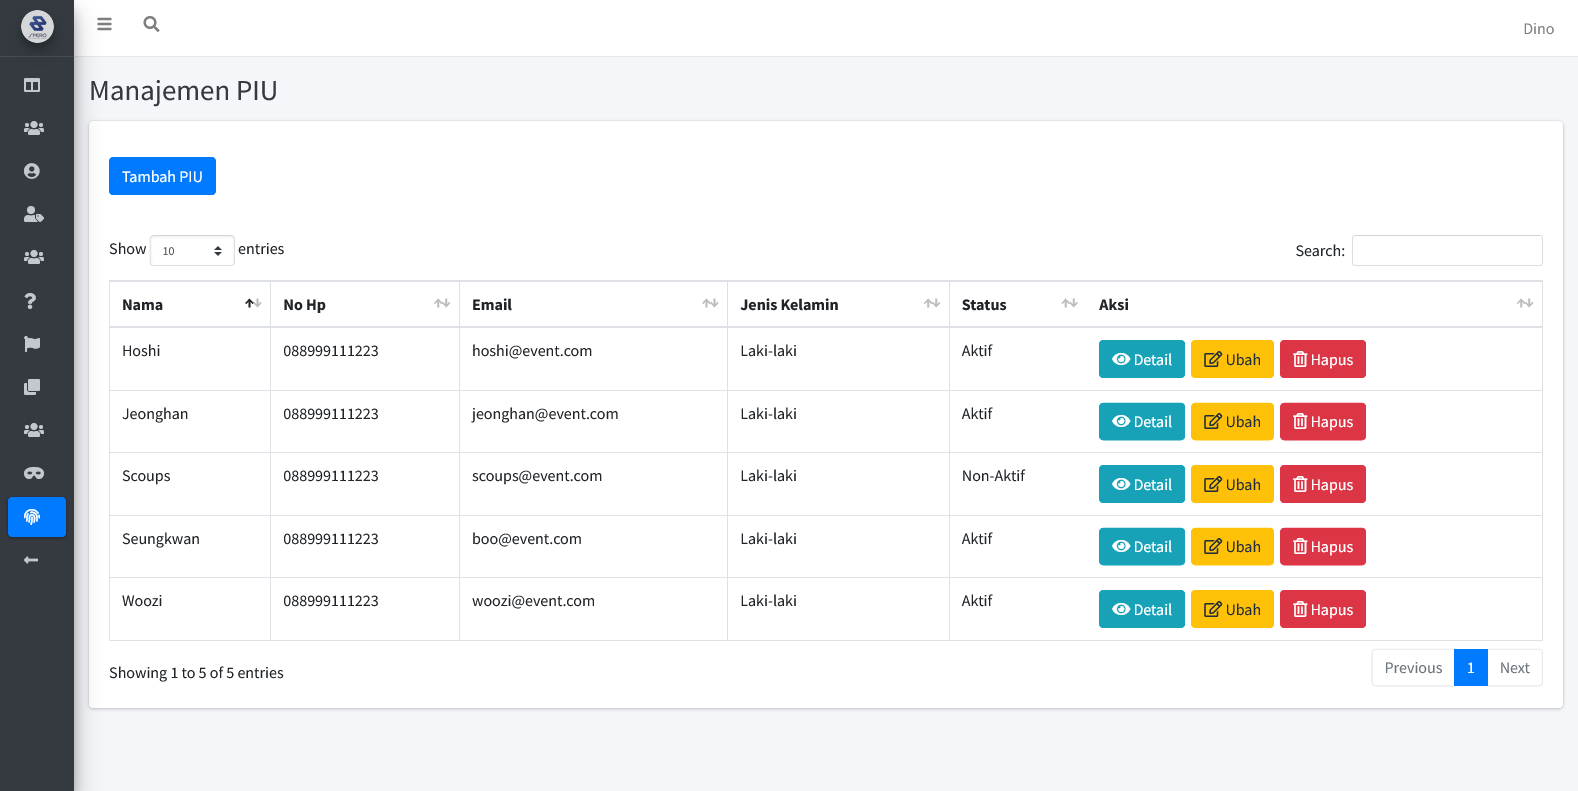 Dino
Manajemen PIU
Tambah PIU
Show 10 entries
Search:
Nama No Hp Email Jenis Kelamin Status Aksi
Hoshi 088999111223 hoshi@event.com Laki-laki Aktif Detail Ubah Hapus
Jeonghan 088999111223 jeonghan@event.com Laki-laki Aktif Detail Ubah Hapus
Scoups 088999111223 scoups@event.com Laki-laki Non-Aktif Detail Ubah Hapus
Seungkwan 088999111223 boo@event.com Laki-laki Aktif Detail Ubah Hapus
Woozi 088999111223 woozi@event.com Laki-laki Aktif Detail Ubah Hapus
Showing 1 to 5 of 5 entries
Previous 1 Next